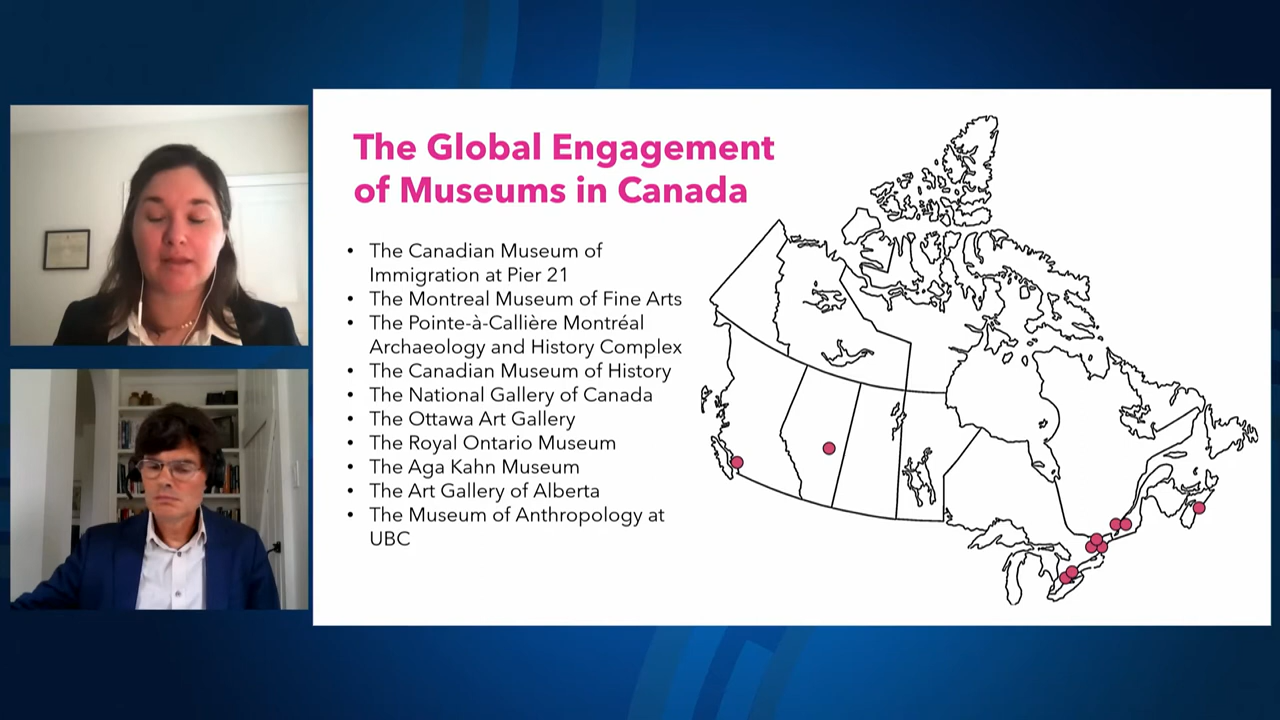 The Global Engagement
of Museums in Canada
• The Canadian Museum of
Immigration at Pier 21
• The Montreal Museum of Fine Arts
• The Pointe-à-Callière Montréal
Archaeology and History Complex
• The Canadian Museum of History
• The National Gallery of Canada
• The Ottawa Art Gallery
• The Royal Ontario Museum
• The Aga Kahn Museum
• The Art Gallery of Alberta
• The Museum of Anthropology at
UBC